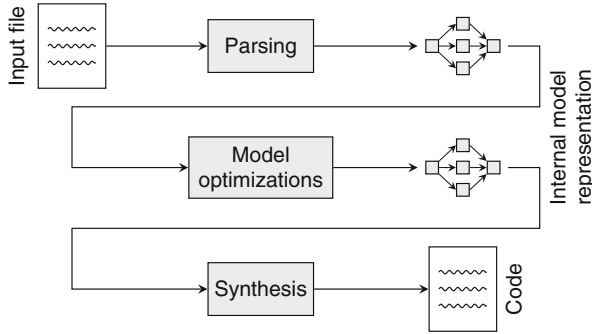 Input file
Parsing
Internal model
representation
Model
optimizations
Synthesis
Code